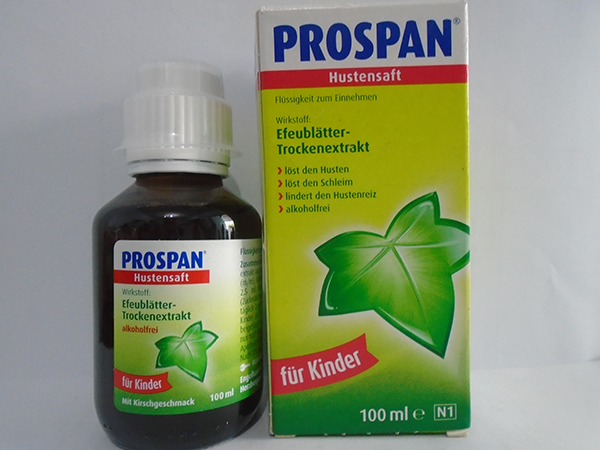 PROSPAN®
Hustensaft
Flüssigkeit zum Einnehmen
Wirkstoff:
Efeublätter-
Trockenextrakt
löst den Husten
löst den Schleim
lindert den Hustenreiz
alkoholfrei
für Kinder
100 ml e N1
PROSPAN®
Hustensaft
Wirkstoff:
Efeublätter-
Trockenextrakt
alkoholfrei
für Kinder
100 ml
Mit Kirschgeschmack